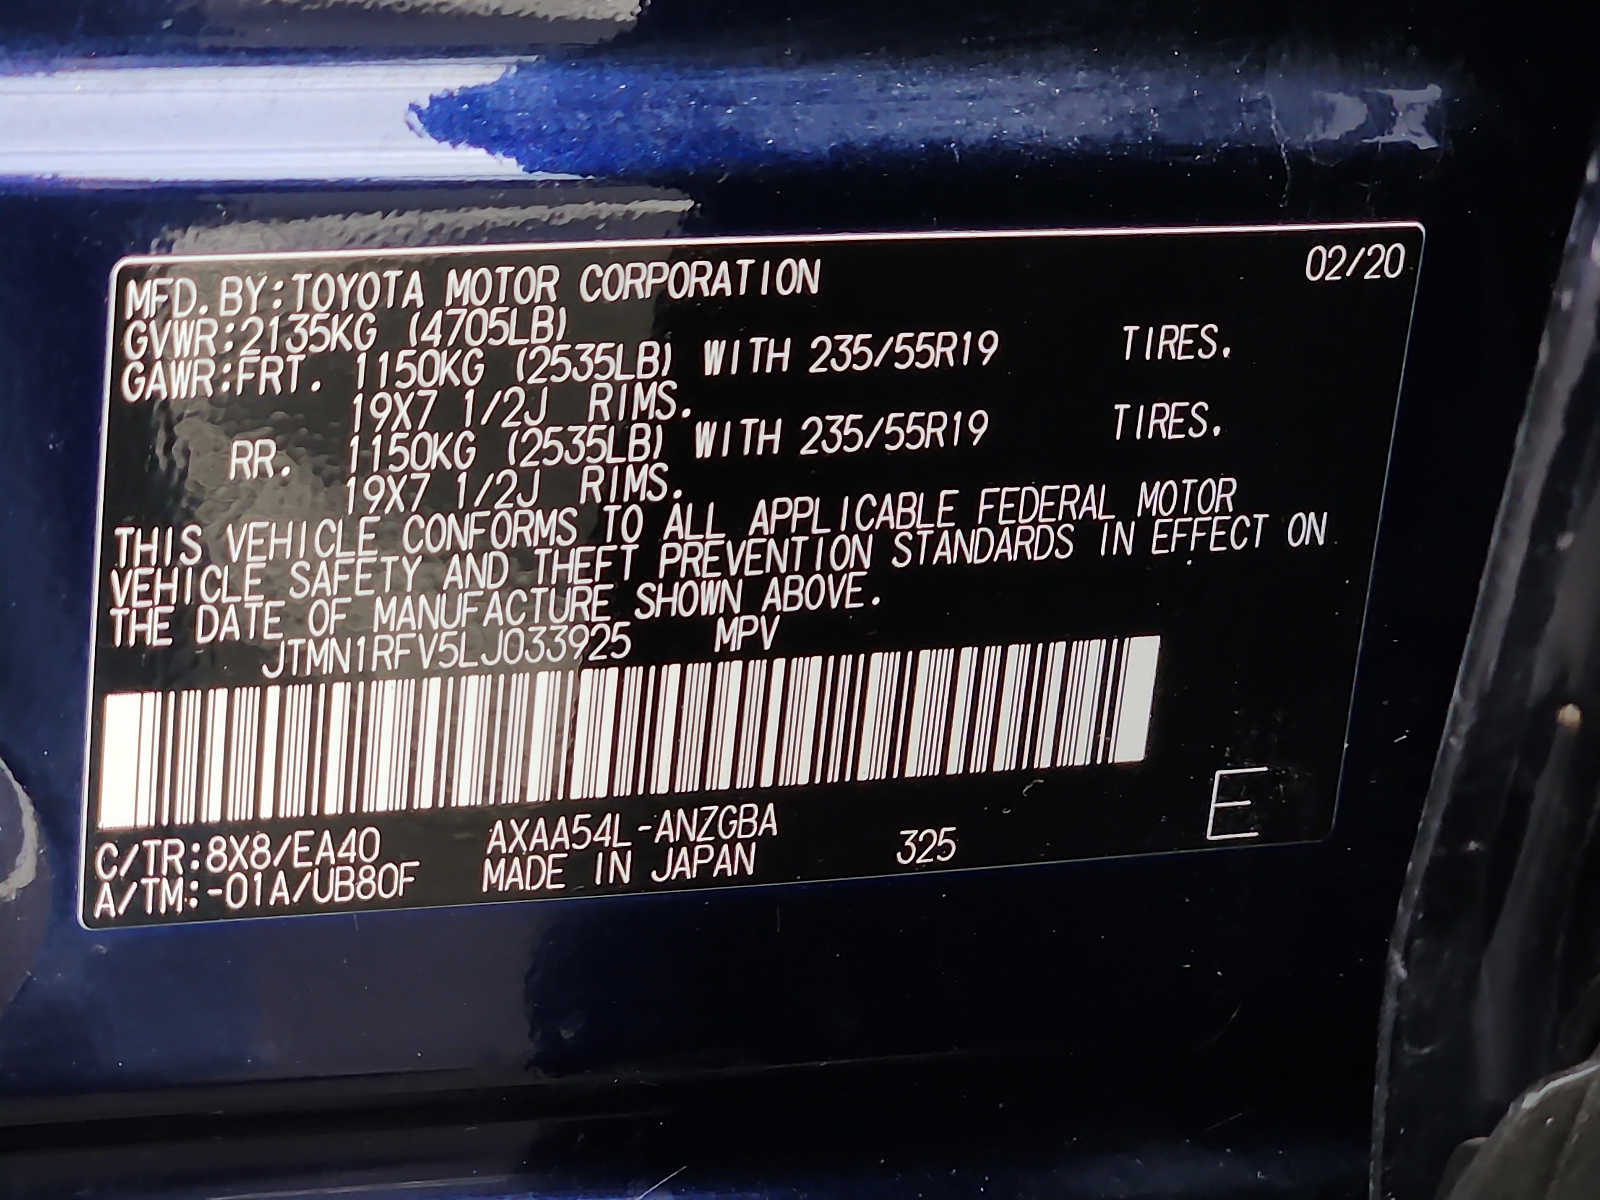 02/20
MFD.BY:TOYOTA MOTOR CORPORATION
GVWR:2135KG (4705LB)
GAWR:FRT. 1150KG (2535LB) WITH 235/55R19 TIRES.
19X7 1/2J RIMS.
RR. 1150KG (2535LB) WITH 235/55R19 TIRES.
19X7 1/2J RIMS.
THIS VEHICLE CONFORMS TO ALL APPLICABLE FEDERAL MOTOR
VEHICLE SAFETY AND THEFT PREVENTION STANDARDS IN EFFECT ON
THE DATE OF MANUFACTURE SHOWN ABOVE.
JTMN1RFV5LJ033925 MPV
C/TR:8X8/EA40 AXAA54L-ANZGBA
A/TM:-01A/UB80F MADE IN JAPAN 325 E